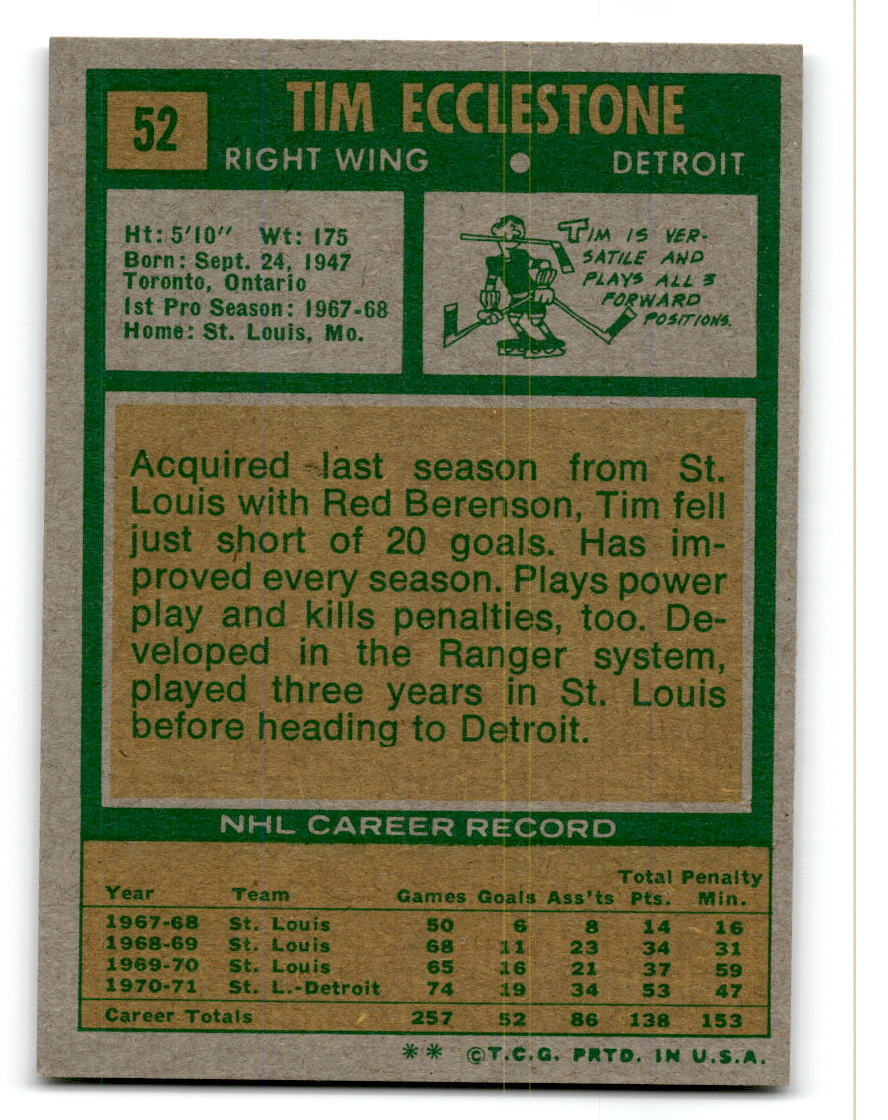 52
TIM ECCLESTONE
RIGHT WING • DETROIT
Ht: 5'10" Wt: 175
Born: Sept. 24, 1947
Toronto, Ontario
1st Pro Season: 1967-68
Home: St. Louis, Mo.
TIM IS VER-
SATILE AND
PLAYS ALL 3
FORWARD
POSITIONS.
Acquired last season from St.
Louis with Red Berenson, Tim fell
just short of 20 goals. Has im-
proved every season. Plays power
play and kills penalties, too. De-
veloped in the Ranger system,
played three years in St. Louis
before heading to Detroit.
NHL CAREER RECORD
Total Penalty
Year Team Games Goals Ass'ts Pts. Min.
1967-68 St. Louis 50 6 8 14 16
1968-69 St. Louis 68 11 23 34 31
1969-70 St. Louis 65 16 21 37 59
1970-71 St. L.-Detroit 74 19 34 53 47
Career Totals 257 52 86 138 153
** ©T.C.G. PRTD. IN U.S.A.